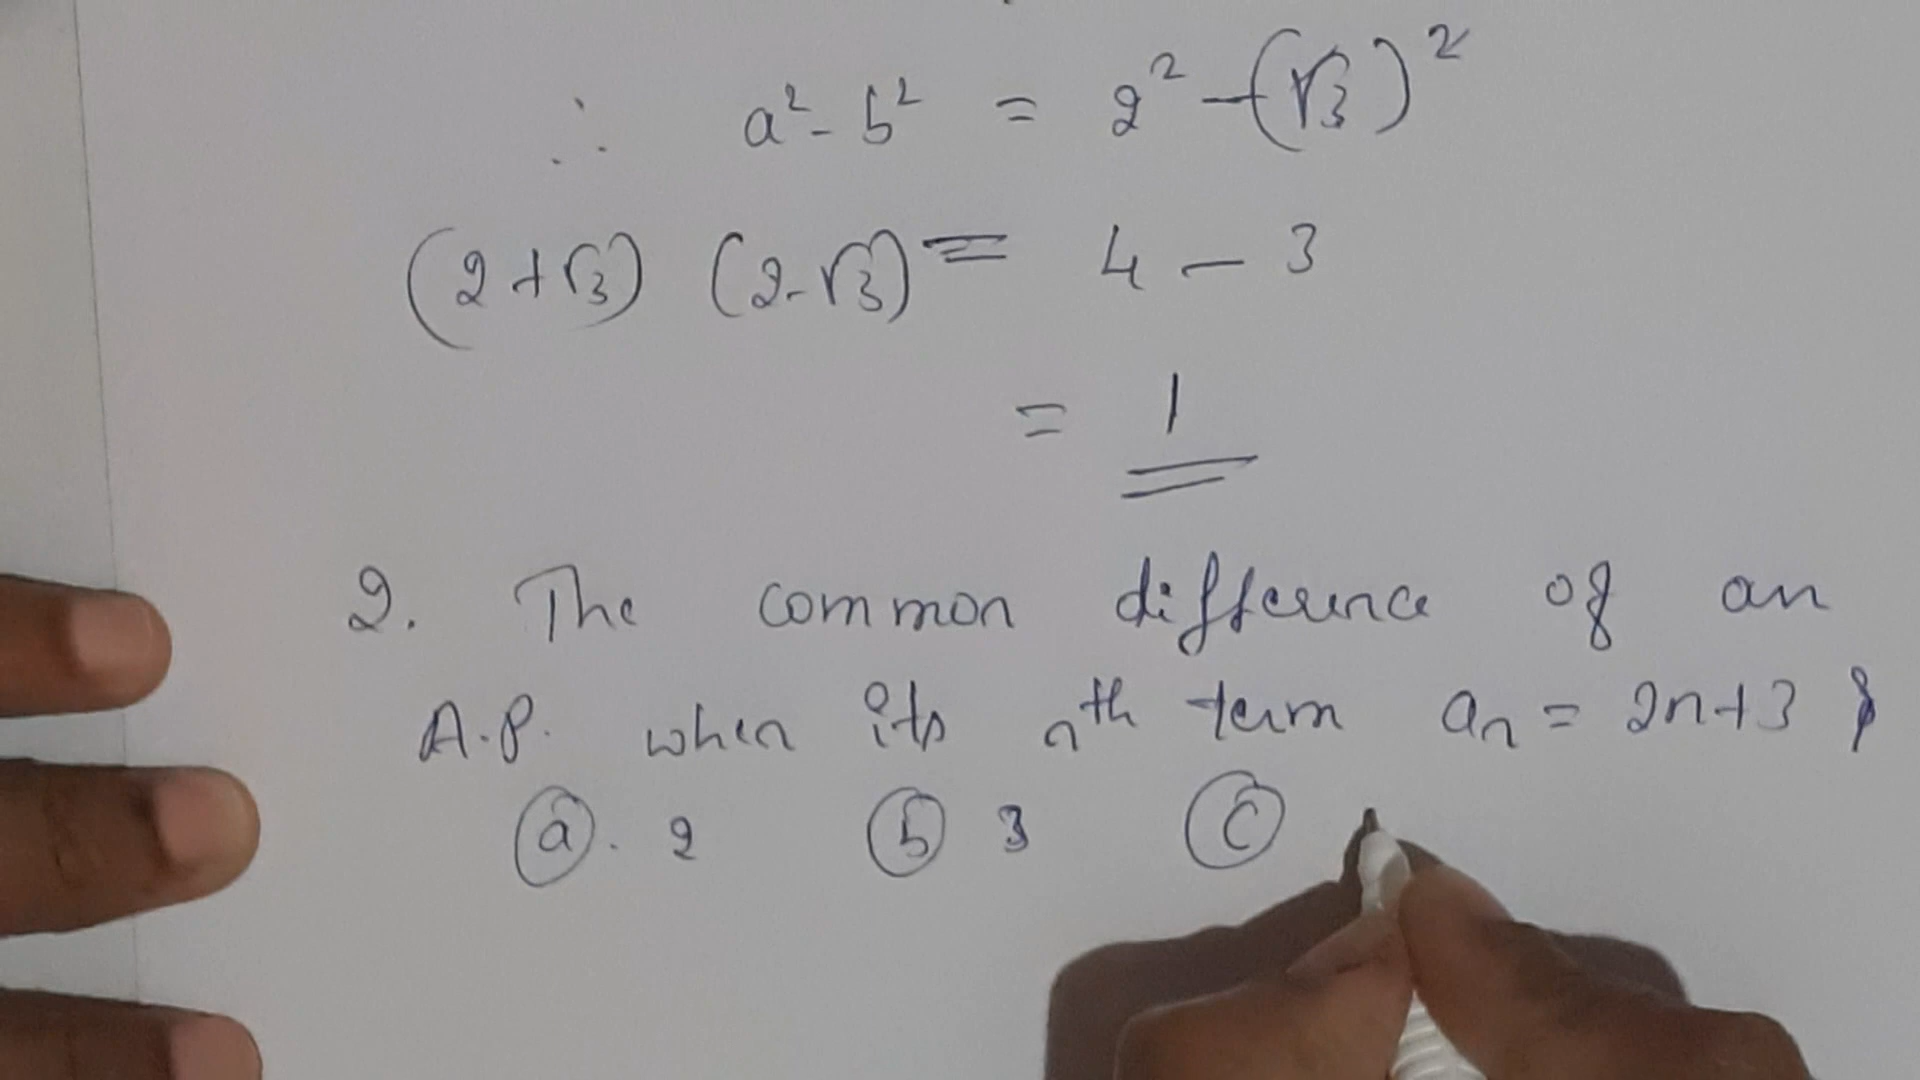 ∴ a² - b² = 2² - (√3)²
(2 + √3) (2 - √3) = 4 - 3
= 1
2. The common difference of an
A.P. when its nth term aₙ = 2n + 3
ⓐ. 2 ⓑ 3 ⓒ